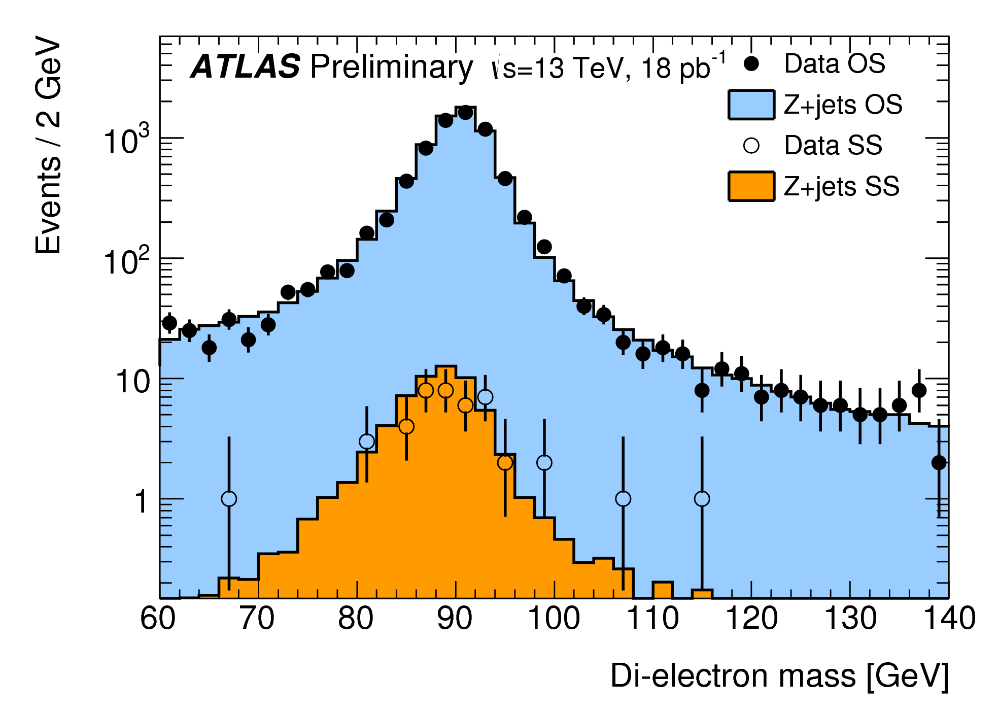 Events / 2 GeV
ATLAS Preliminary √s=13 TeV, 18 pb⁻¹
Data OS
Z+jets OS
Data SS
Z+jets SS
10³
10²
10
1
60 70 80 90 100 110 120 130 140
Di-electron mass [GeV]